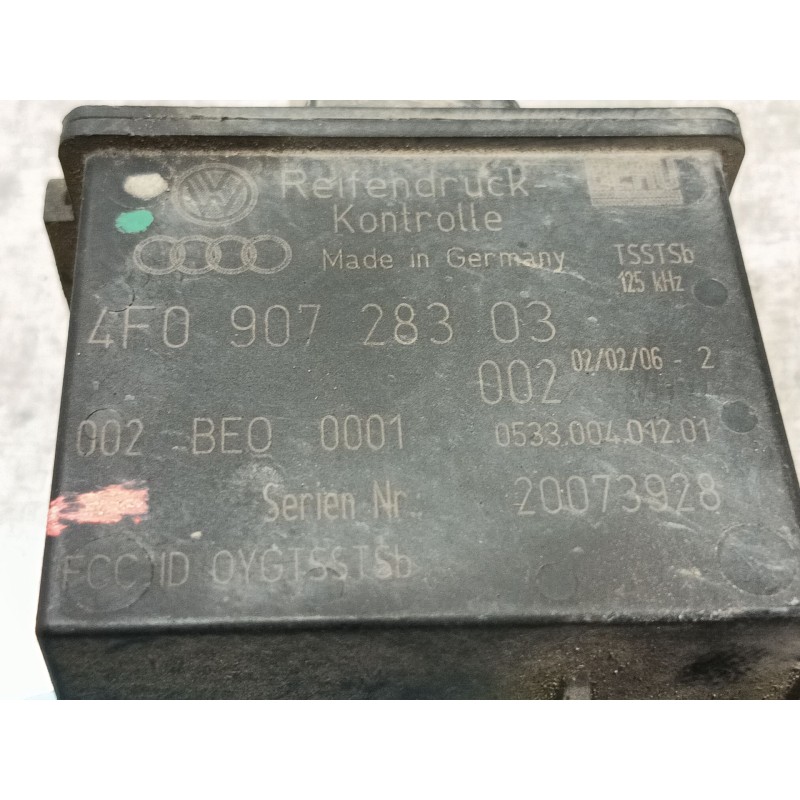 Reifendruck-
Kontrolle
Made in Germany
TSSTSb
125 kHz
4F0 907 283 03
002 02/02/06 - 2
002 BEQ 0001 0533.004.012.01
Serien Nr.: 20073928
FCC ID OYGTSSTSb